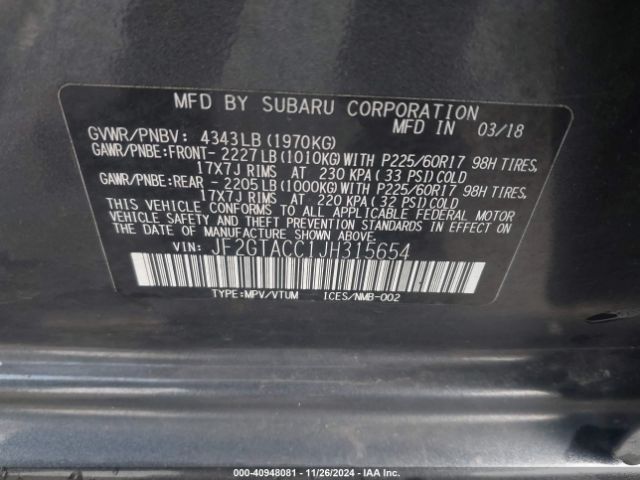 MFD BY SUBARU CORPORATION
MFD IN 03/18
GVWR/PNBV: 4343LB (1970KG)
GAWR/PNBE:FRONT- 2227LB (1010KG)WITH P225/60R17 98H TIRES,
17X7J RIMS AT 230 KPA (33 PSI)COLD
GAWR/PNBE:REAR - 2205LB (1000KG)WITH P225/60R17 98H TIRES,
17X7J RIMS AT 220 KPA (32 PSI)COLD
THIS VEHICLE CONFORMS TO ALL APPLICABLE FEDERAL MOTOR
VEHICLE SAFETY AND THEFT PREVENTION STANDARDS IN EFFECT ON
THE DATE OF MANUFACTURE SHOWN ABOVE.
VIN: JF2GTACC1JH315654
TYPE:MPV/VTUM ICES/NMB-002
000-40948081 - 11/26/2024 - IAA Inc.